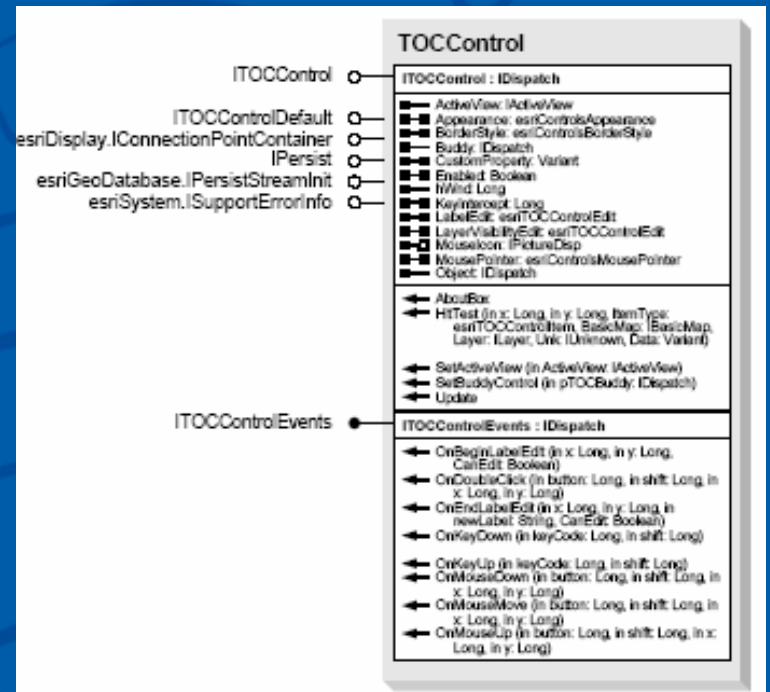 TOCControl
ITOCControl
ITOCControlDefault
esriDisplay.IConnectionPointContainer
IPersist
esriGeoDatabase.IPersistStreamInit
esriSystem.ISupportErrorInfo
ITOCControl : IDispatch
ActiveView: IActiveView
Appearance: esriControlsAppearance
BorderStyle: esriControlsBorderStyle
Buddy: IDispatch
CustomProperty: Variant
Enabled: Boolean
hWnd: Long
KeyIntercept: Long
LabelEdit: esriTOCControlEdit
LayerVisibilityEdit: esriTOCControlEdit
MouseIcon: IPictureDisp
MousePointer: esriControlsMousePointer
Object: IDispatch
AboutBox
HitTest (in x: Long, in y: Long, ItemType:
esriTOCControlItem, BasicMap: IBasicMap,
Layer: ILayer, Unk: IUnknown, Data: Variant)
SetActiveView (in ActiveView: IActiveView)
SetBuddyControl (in pTOCBuddy: IDispatch)
Update
ITOCControlEvents
ITOCControlEvents : IDispatch
OnBeginLabelEdit (in x: Long, in y: Long,
CanEdit: Boolean)
OnDoubleClick (in button: Long, in shift: Long, in
x: Long, in y: Long)
OnEndLabelEdit (in x: Long, in y: Long, in
newLabel: String, CanEdit: Boolean)
OnKeyDown (in keyCode: Long, in shift: Long)
OnKeyUp (in keyCode: Long, in shift: Long)
OnMouseDown (in button: Long, in shift: Long, in
x: Long, in y: Long)
OnMouseMove (in button: Long, in shift: Long, in
x: Long, in y: Long)
OnMouseUp (in button: Long, in shift: Long, in x:
Long, in y: Long)